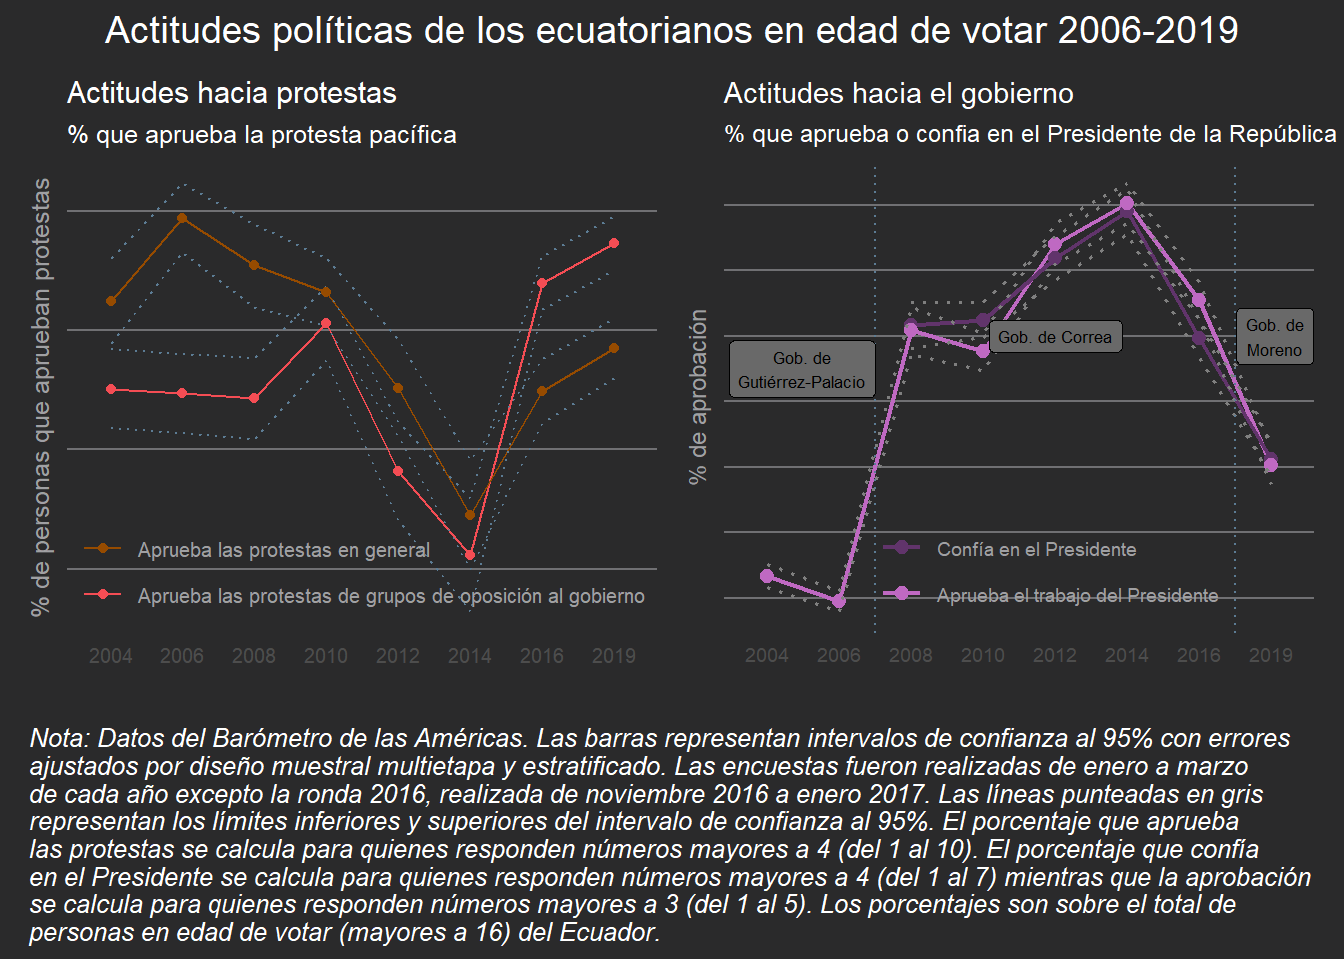 Actitudes políticas de los ecuatorianos en edad de votar 2006-2019
Actitudes hacia protestas
% que aprueba la protesta pacífica
% de personas que aprueban protestas
Aprueba las protestas en general
Aprueba las protestas de grupos de oposición al gobierno
2004 2006 2008 2010 2012 2014 2016 2019
Actitudes hacia el gobierno
% que aprueba o confia en el Presidente de la República
% de aprobación
Gob. de
Gutiérrez-Palacio
Gob. de Correa
Gob. de
Moreno
Confía en el Presidente
Aprueba el trabajo del Presidente
2004 2006 2008 2010 2012 2014 2016 2019
Nota: Datos del Barómetro de las Américas. Las barras representan intervalos de confianza al 95% con errores
ajustados por diseño muestral multietapa y estratificado. Las encuestas fueron realizadas de enero a marzo
de cada año excepto la ronda 2016, realizada de noviembre 2016 a enero 2017. Las líneas punteadas en gris
representan los límites inferiores y superiores del intervalo de confianza al 95%. El porcentaje que aprueba
las protestas se calcula para quienes responden números mayores a 4 (del 1 al 10). El porcentaje que confía
en el Presidente se calcula para quienes responden números mayores a 4 (del 1 al 7) mientras que la aprobación
se calcula para quienes responden números mayores a 3 (del 1 al 5). Los porcentajes son sobre el total de
personas en edad de votar (mayores a 16) del Ecuador.